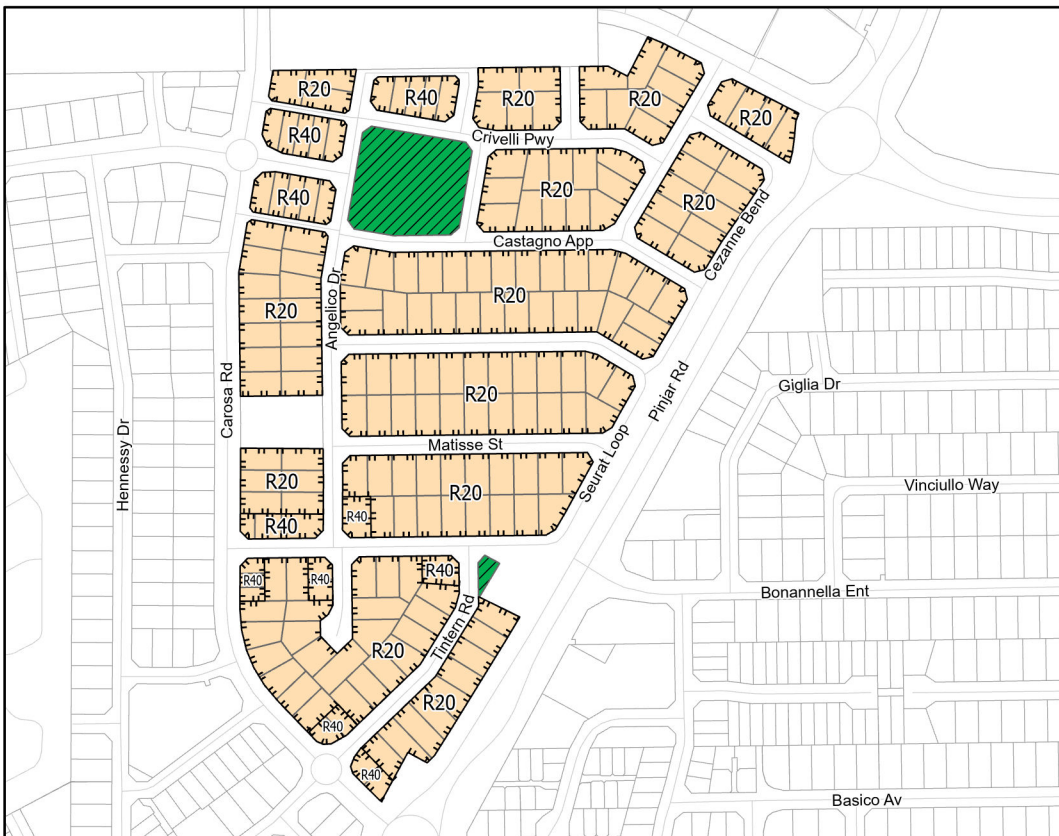 R20
R40
R20
R20
R20
R40
Crivelli Pwy
R20
R40
R20
Cezanne Bend
Castagno App
R20
Angelico Dr
R20
Carosa Rd
Pinjar Rd
Giglia Dr
Hennessy Dr
R20
Matisse St
Seurat Loop
R20
R20
Vinciullo Way
R40
R40
R40
R40
R40
Bonannella Ent
Tintern Rd
R20
R20
R40
R40
Basico Av